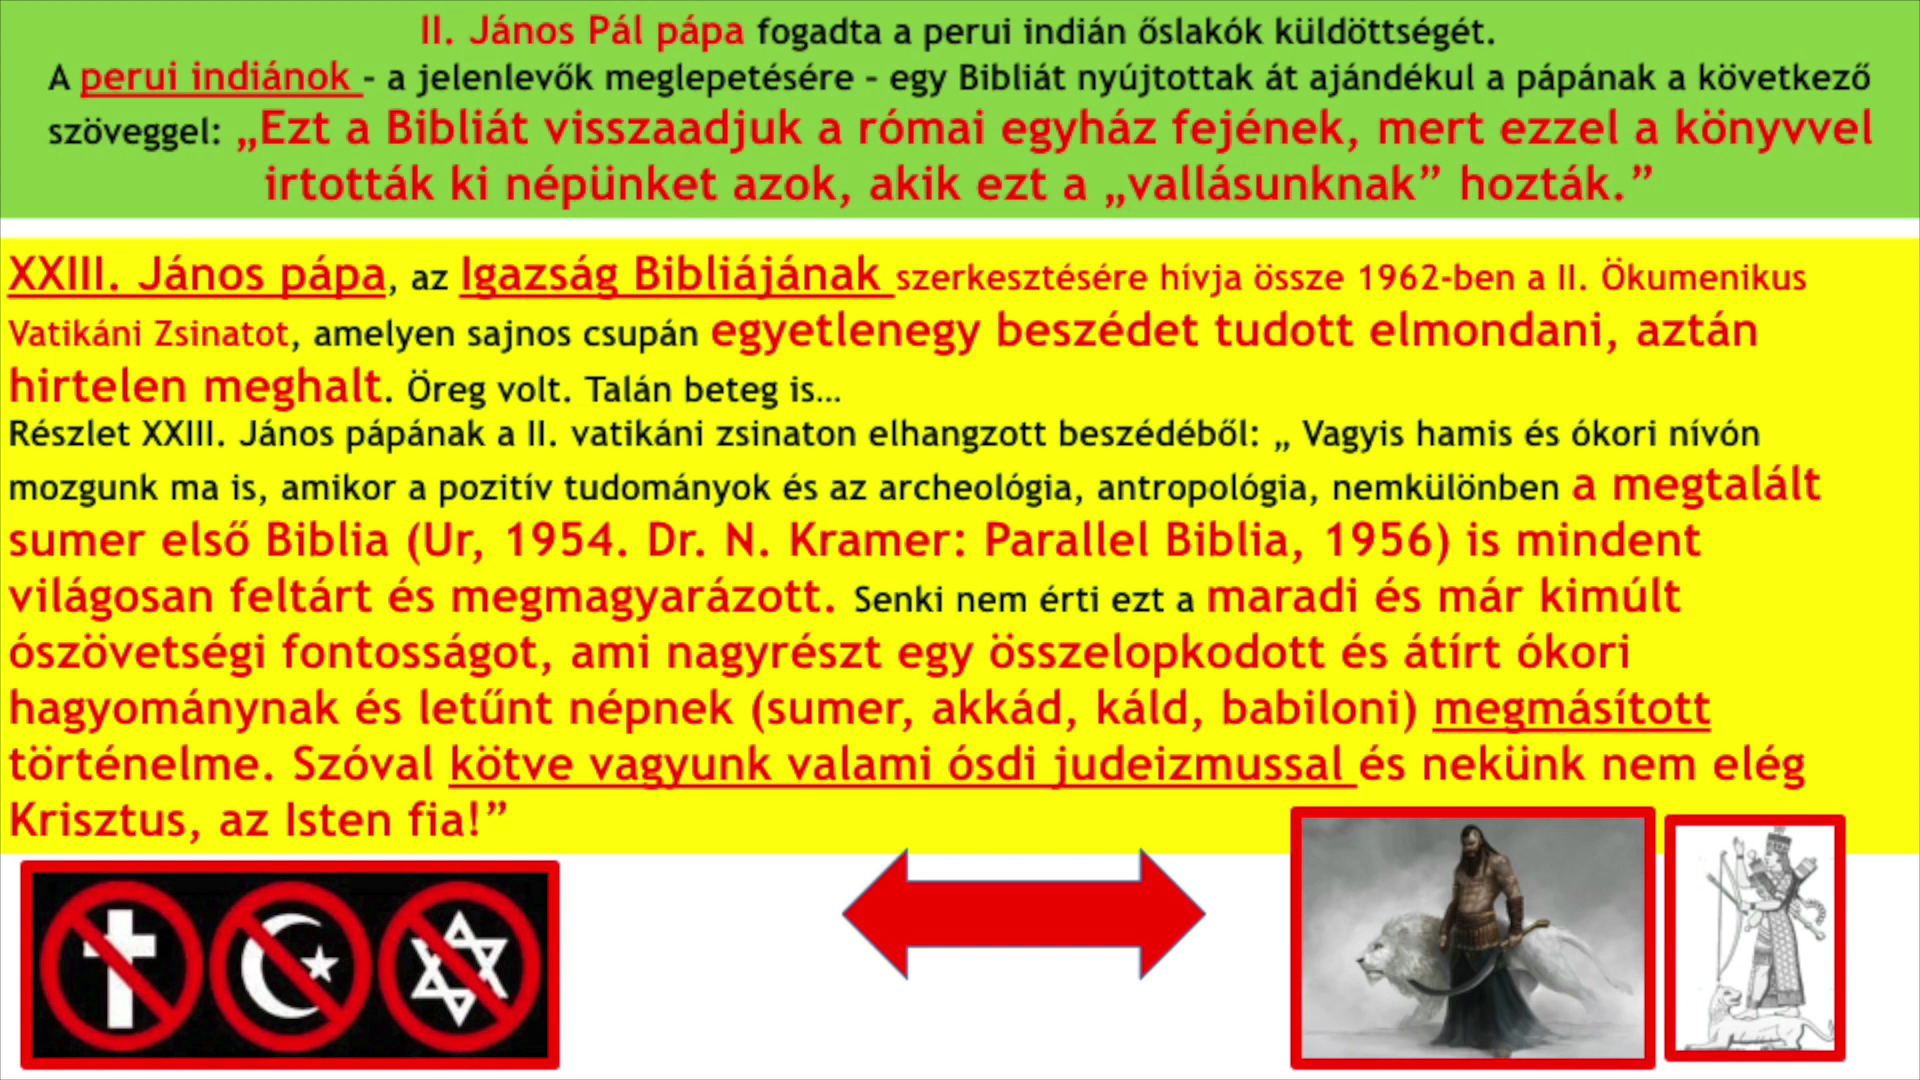 II. János Pál pápa fogadta a perui indián őslakók küldöttségét.
A perui indiánok - a jelenlevők meglepetésére - egy Bibliát nyújtottak át ajándékul a pápának a következő
szöveggel: „Ezt a Bibliát visszaadjuk a római egyház fejének, mert ezzel a könyvvel
irtották ki népünket azok, akik ezt a „vallásunknak” hozták.”
XXIII. János pápa, az Igazság Bibliájának szerkesztésére hívja össze 1962-ben a II. Ökumenikus
Vatikáni Zsinatot, amelyen sajnos csupán egyetlenegy beszédet tudott elmondani, aztán
hirtelen meghalt. Öreg volt. Talán beteg is…
Részlet XXIII. János pápának a II. vatikáni zsinaton elhangzott beszédéből: „ Vagyis hamis és ókori nívón
mozgunk ma is, amikor a pozitív tudományok és az archeológia, antropológia, nemkülönben a megtalált
sumer első Biblia (Ur, 1954. Dr. N. Kramer: Parallel Biblia, 1956) is mindent
világosan feltárt és megmagyarázott. Senki nem érti ezt a maradi és már kimúlt
ószövetségi fontosságot, ami nagyrészt egy összelopkodott és átírt ókori
hagyománynak és letűnt népnek (sumer, akkád, káld, babiloni) megmásított
történelme. Szóval kötve vagyunk valami ósdi judeizmussal és nekünk nem elég
Krisztus, az Isten fia!”